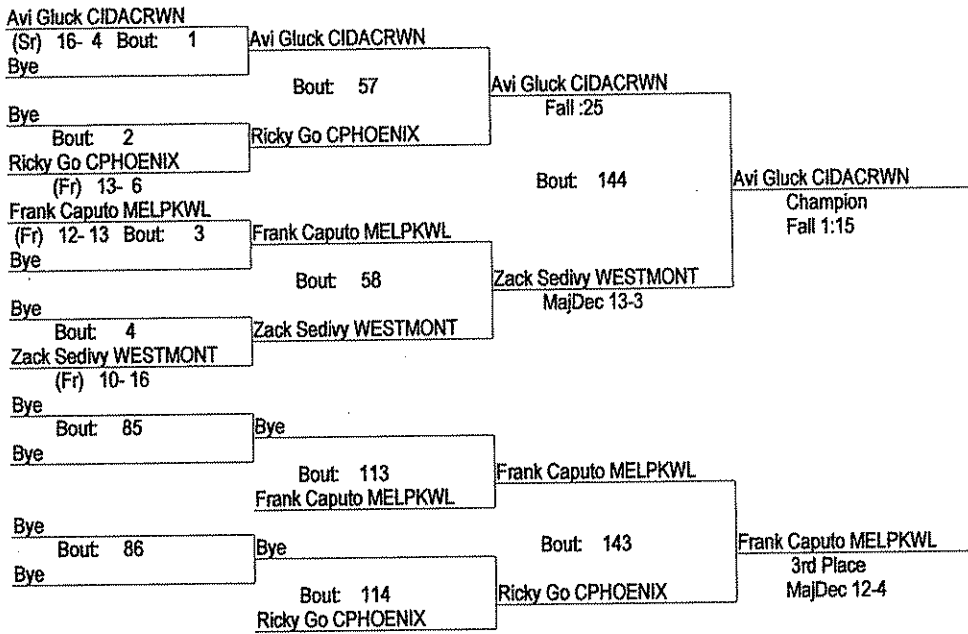 Avi Gluck CIDACRWN
(Sr) 16- 4 Bout: 1
Bye
Avi Gluck CIDACRWN
Bout: 57
Bye
Bout: 2
Ricky Go CPHOENIX
(Fr) 13- 6
Ricky Go CPHOENIX
Avi Gluck CIDACRWN
Fall :25
Frank Caputo MELPKWL
(Fr) 12- 13 Bout: 3
Bye
Frank Caputo MELPKWL
Bout: 58
Bye
Bout: 4
Zack Sedivy WESTMONT
(Fr) 10- 16
Zack Sedivy WESTMONT
Zack Sedivy WESTMONT
MajDec 13-3
Bout: 144
Avi Gluck CIDACRWN
Champion
Fall 1:15
Bye
Bout: 85
Bye
Bye
Bout: 113
Frank Caputo MELPKWL
Frank Caputo MELPKWL
Bye
Bout: 86
Bye
Bye
Bout: 114
Ricky Go CPHOENIX
Ricky Go CPHOENIX
Bout: 143
Frank Caputo MELPKWL
3rd Place
MajDec 12-4